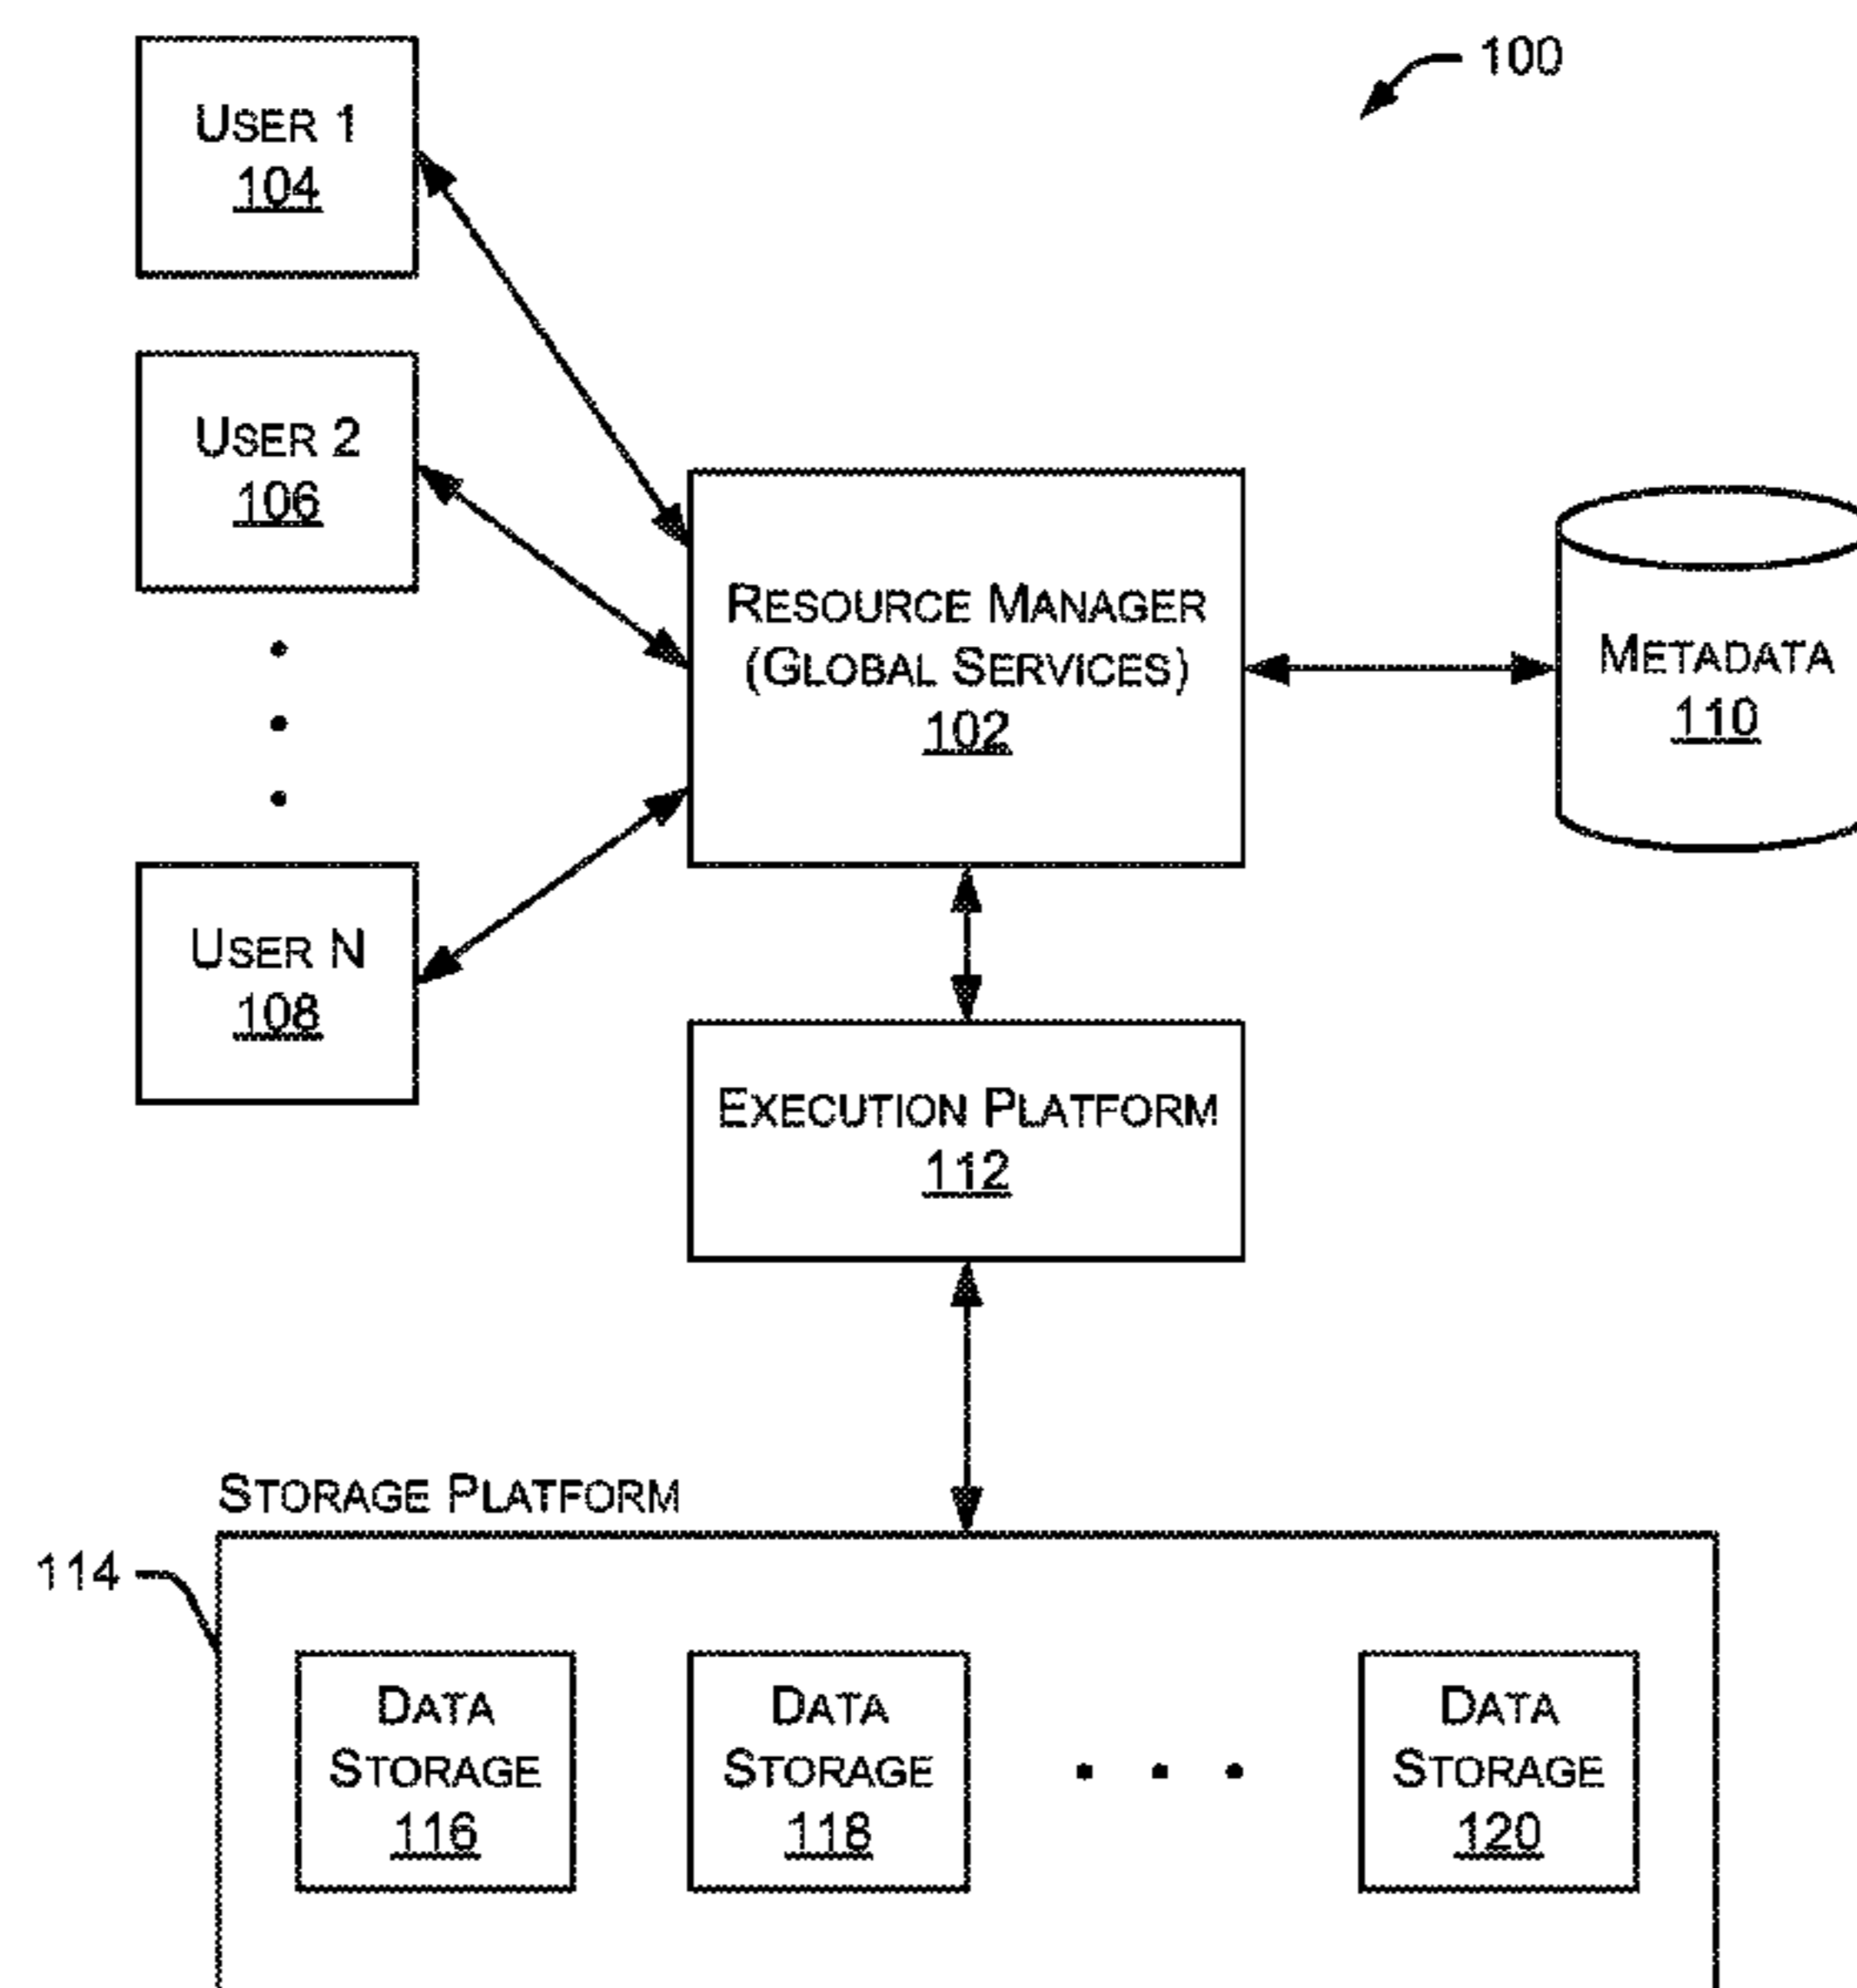 100
USER 1
104
USER 2
106
RESOURCE MANAGER
(GLOBAL SERVICES)
102
METADATA
110
USER N
108
EXECUTION PLATFORM
112
STORAGE PLATFORM
114
DATA
STORAGE
116
DATA
STORAGE
118
DATA
STORAGE
120